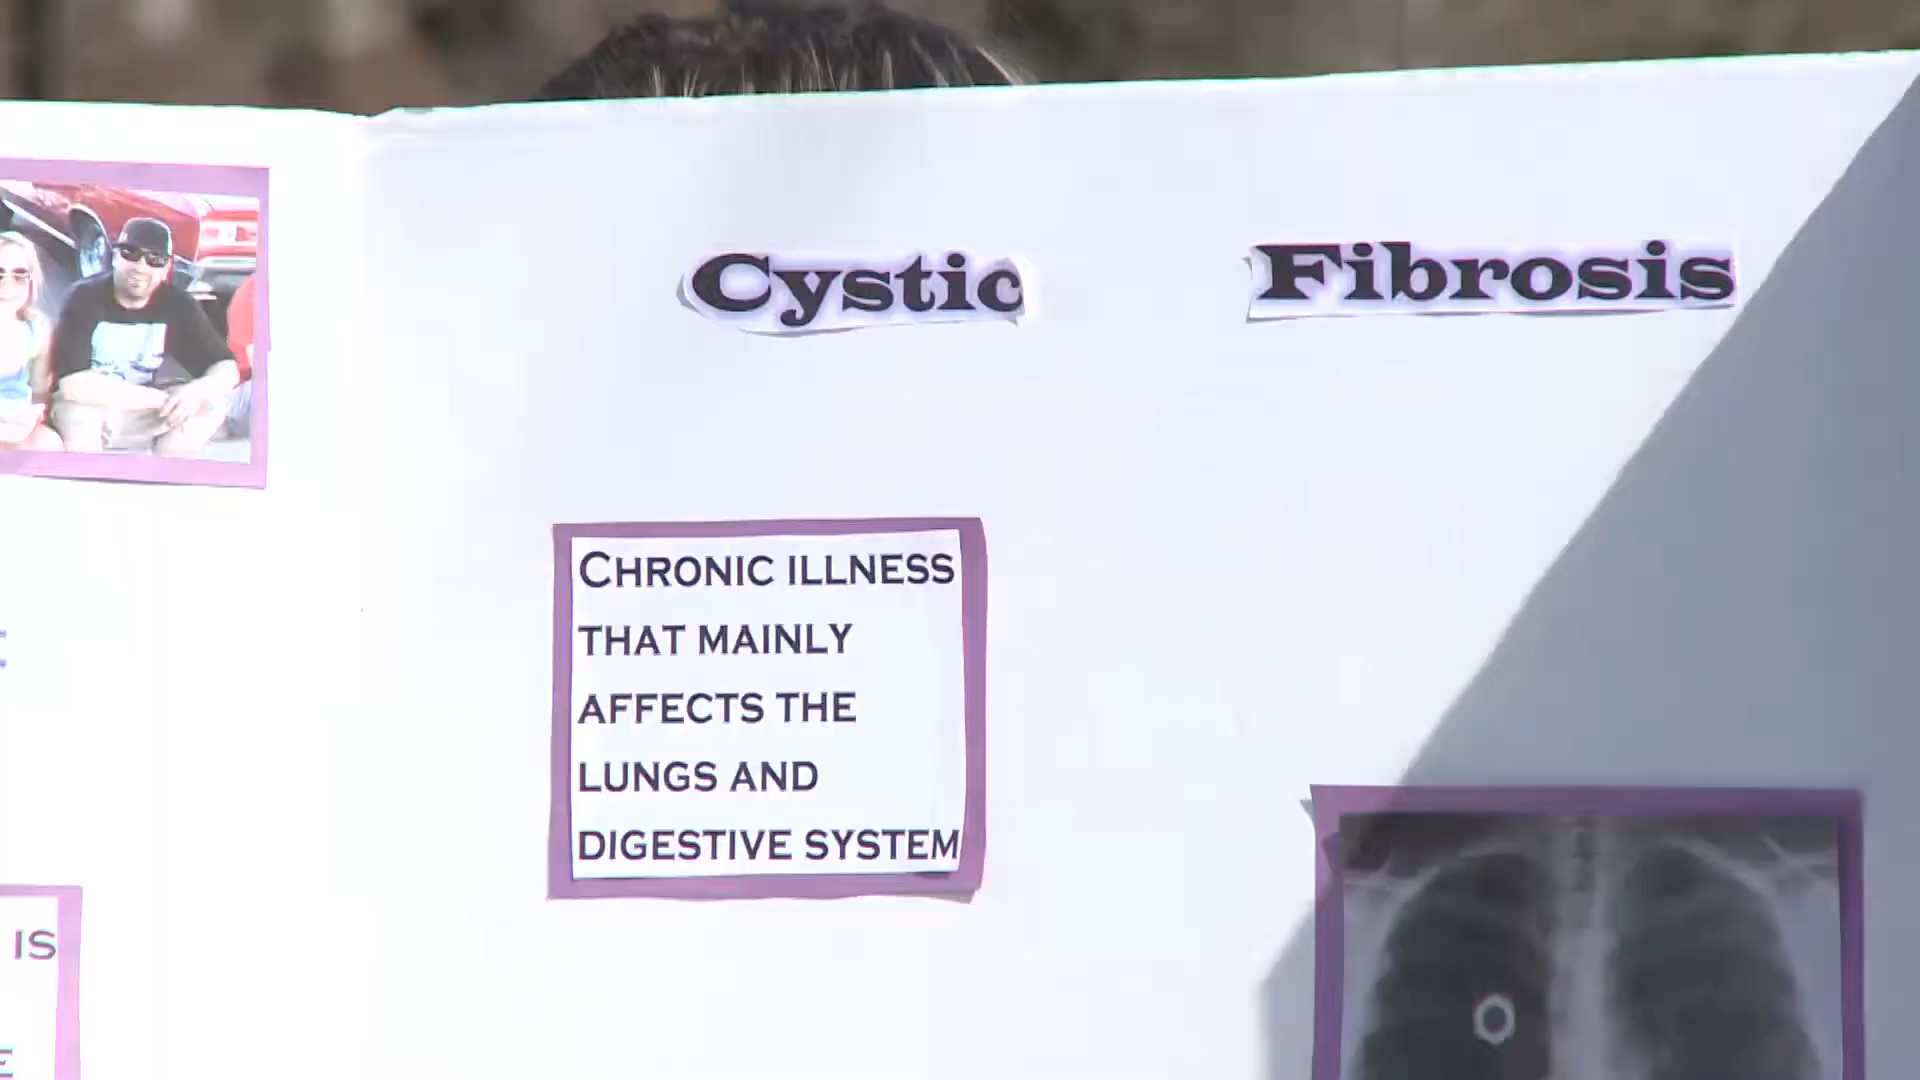 Cystic Fibrosis
CHRONIC ILLNESS
THAT MAINLY
AFFECTS THE
LUNGS AND
DIGESTIVE SYSTEM
IS